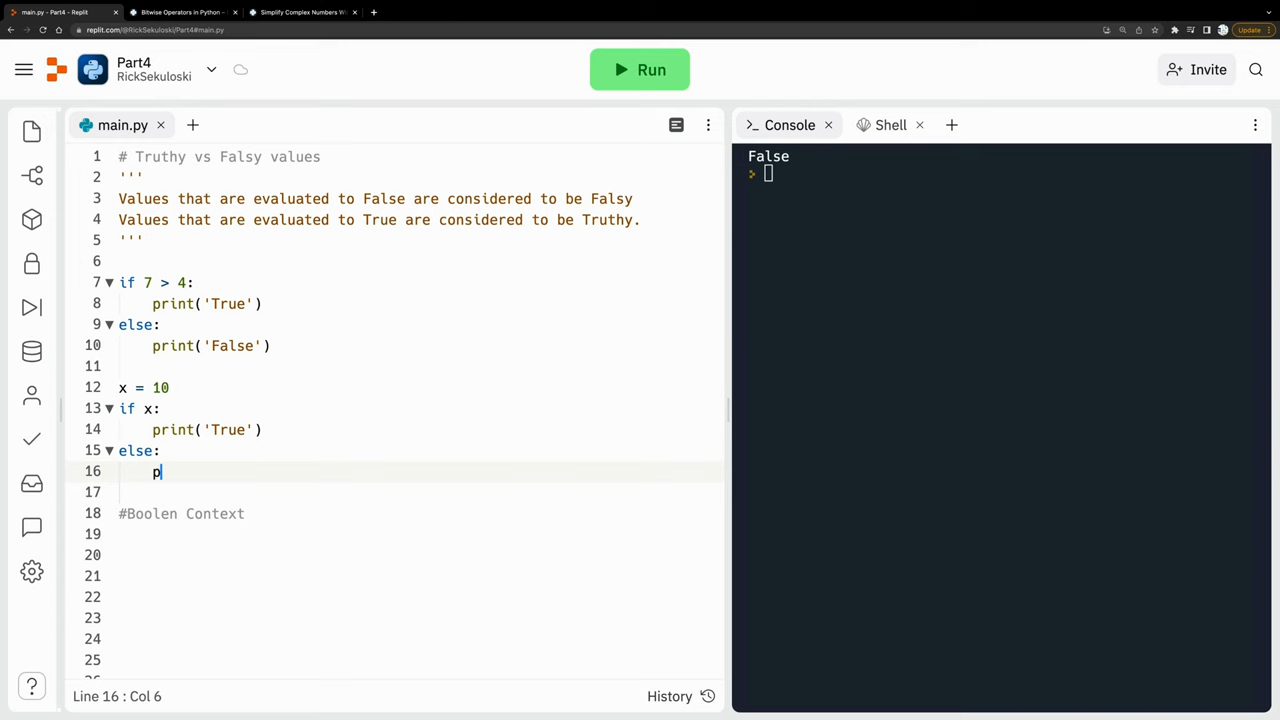 main.py - Part4 - Replit
Bitwise Operators in Python –
Simplify Complex Numbers W
replit.com/@RickSekuloski/Part4#main.py
Update
Part4
RickSekuloski
Run
Invite
main.py
Console
Shell
1 # Truthy vs Falsy values
2 '''
3 Values that are evaluated to False are considered to be Falsy
4 Values that are evaluated to True are considered to be Truthy.
5 '''
6
7 if 7 > 4:
8 print('True')
9 else:
10 print('False')
11
12 x = 10
13 if x:
14 print('True')
15 else:
16 p
17
18 #Boolen Context
19
20
21
22
23
24
25
False
Line 16 : Col 6
History